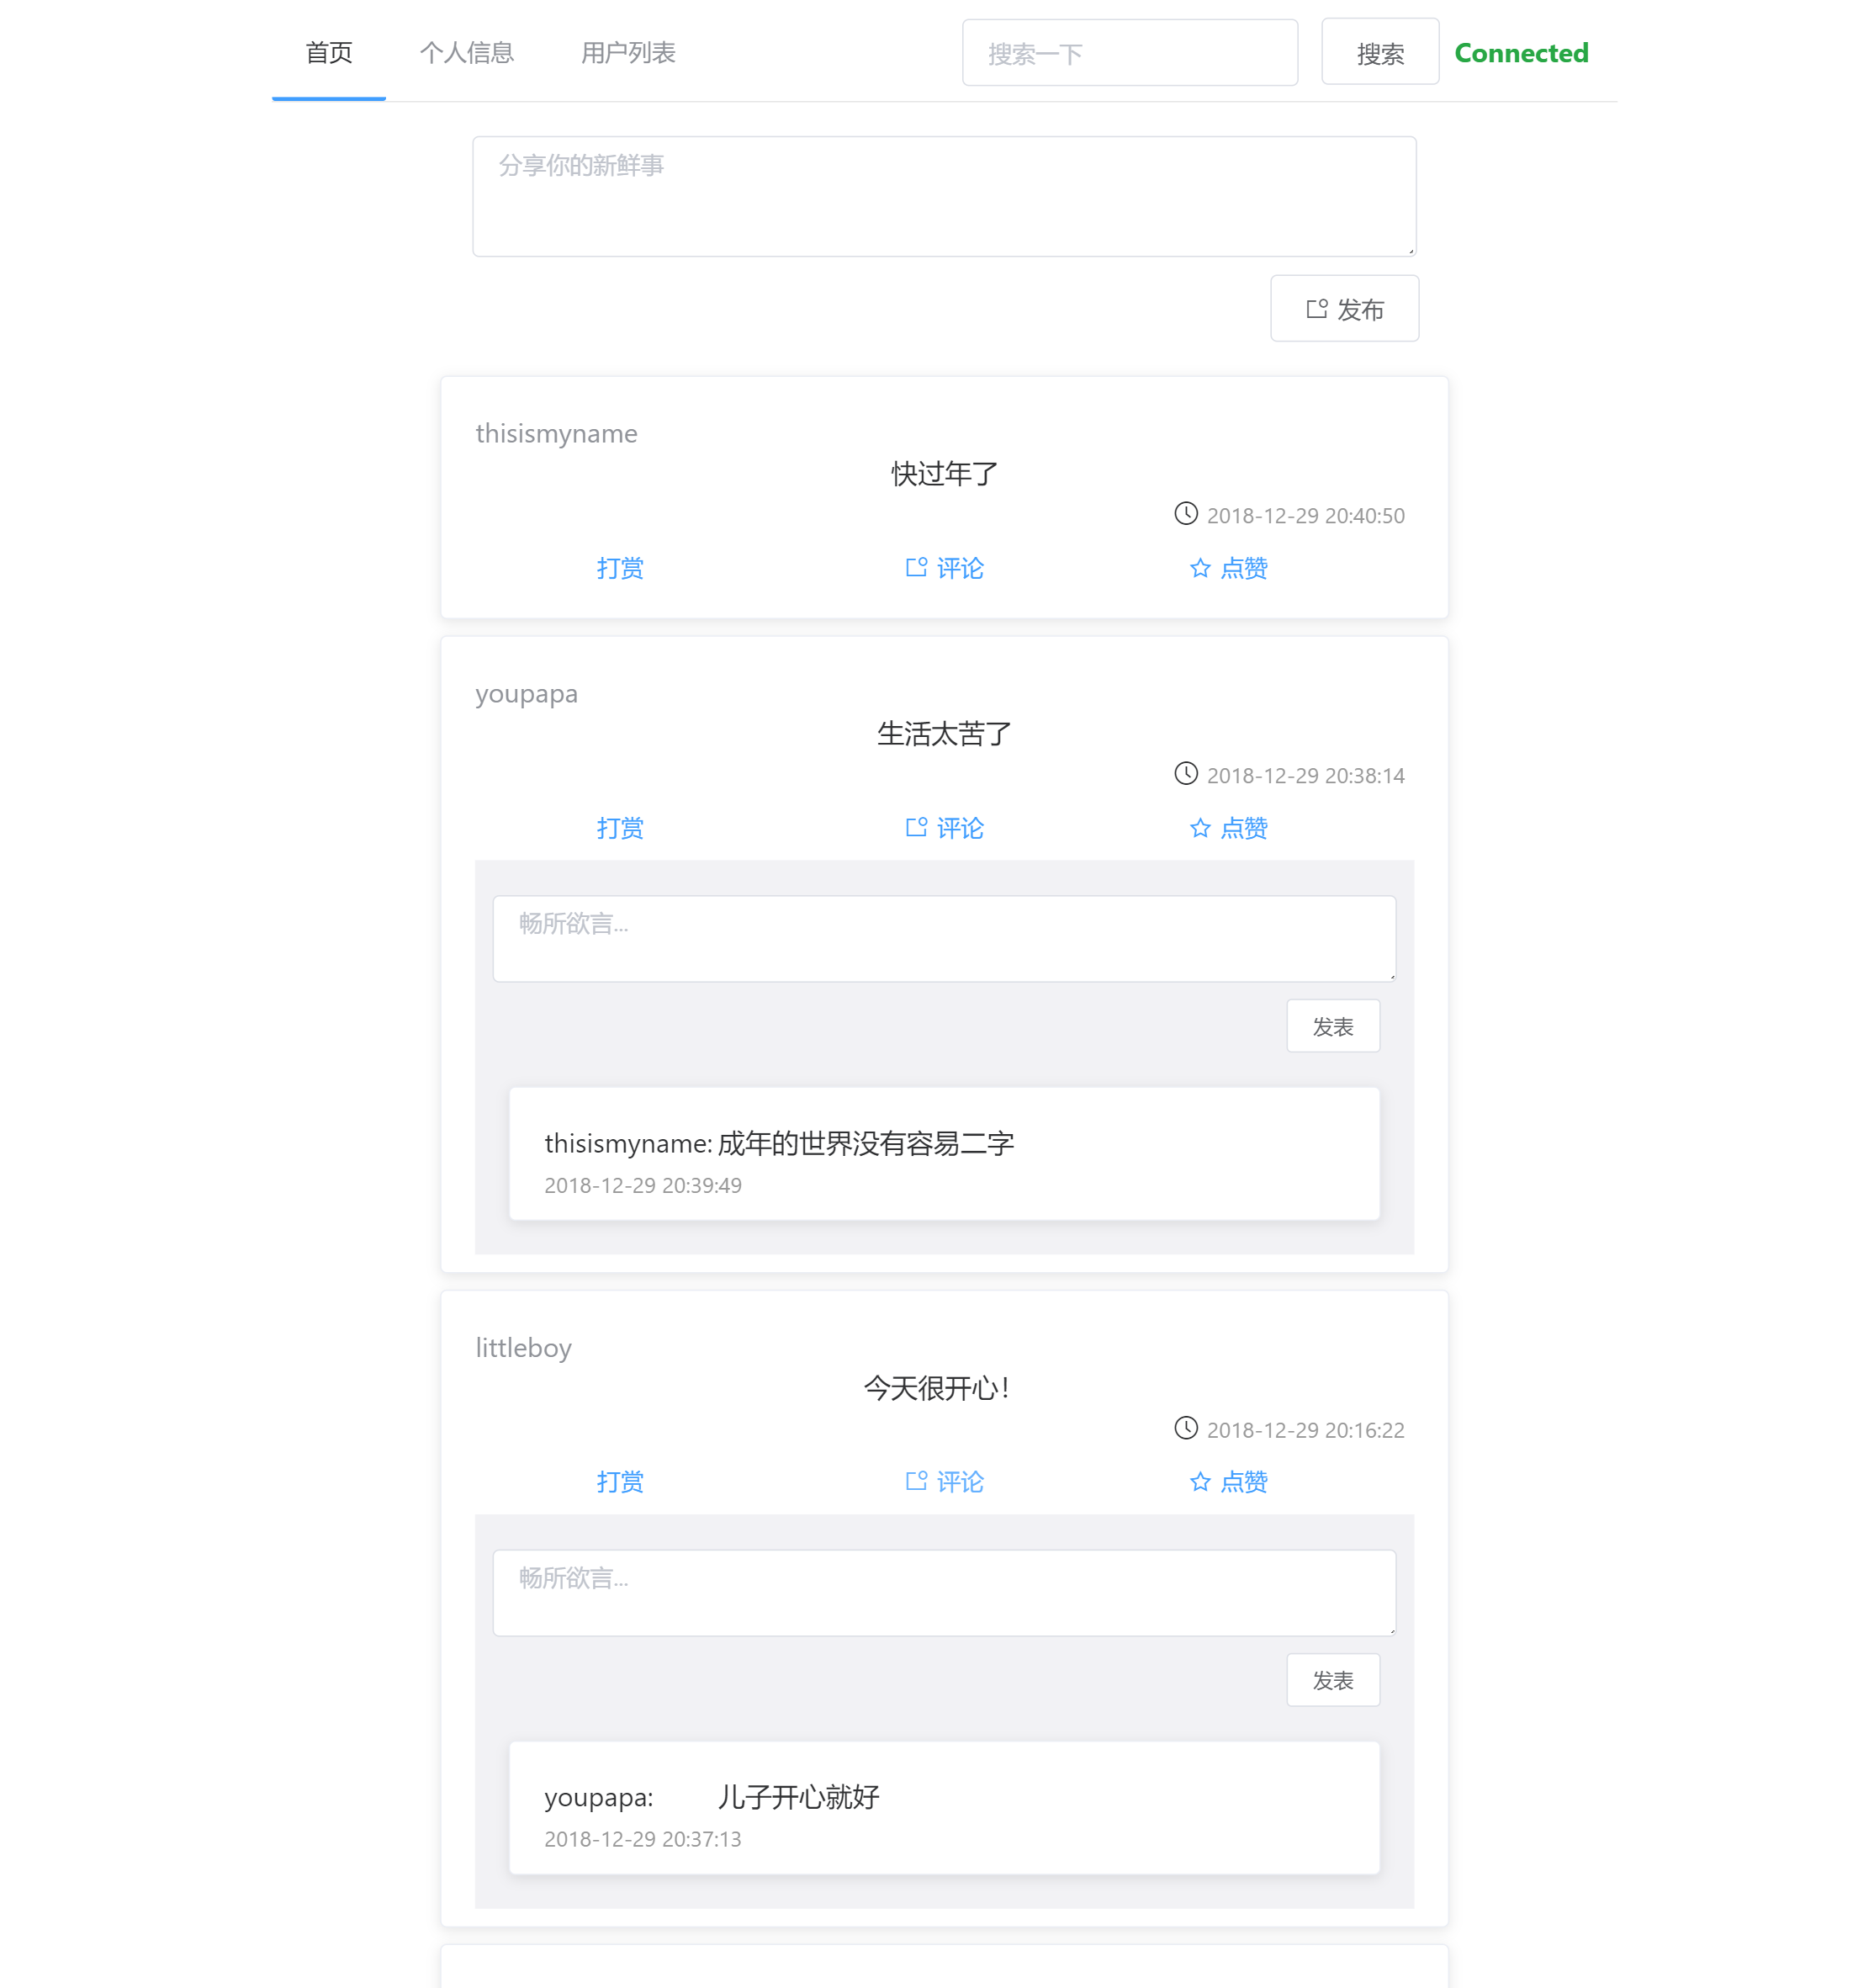 首页 个人信息 用户列表 搜索一下 搜索 Connected
分享你的新鲜事
发布
thisismyname
快过年了
2018-12-29 20:40:50
打赏 评论 点赞
youpapa
生活太苦了
2018-12-29 20:38:14
打赏 评论 点赞
畅所欲言...
发表
thisismyname: 成年的世界没有容易二字
2018-12-29 20:39:49
littleboy
今天很开心!
2018-12-29 20:16:22
打赏 评论 点赞
畅所欲言...
发表
youpapa: 儿子开心就好
2018-12-29 20:37:13